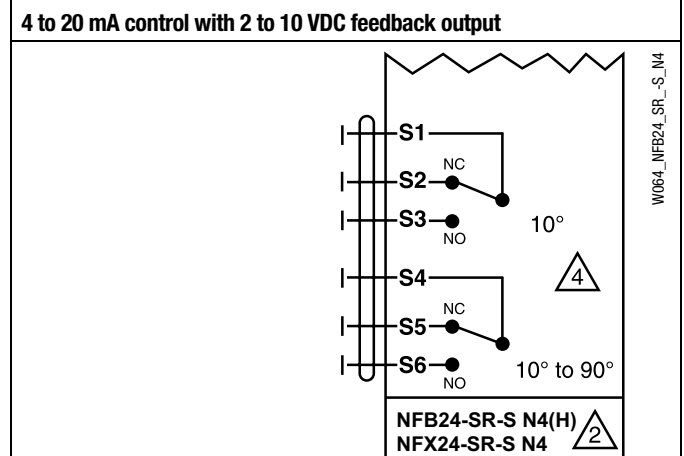 4 to 20 mA control with 2 to 10 VDC feedback output
W064_NFB24_SR_-S_N4
S1
NC
S2
S3
NO
10°
4
S4
NC
S5
S6
NO
10° to 90°
NFB24-SR-S N4(H)
NFX24-SR-S N4
2